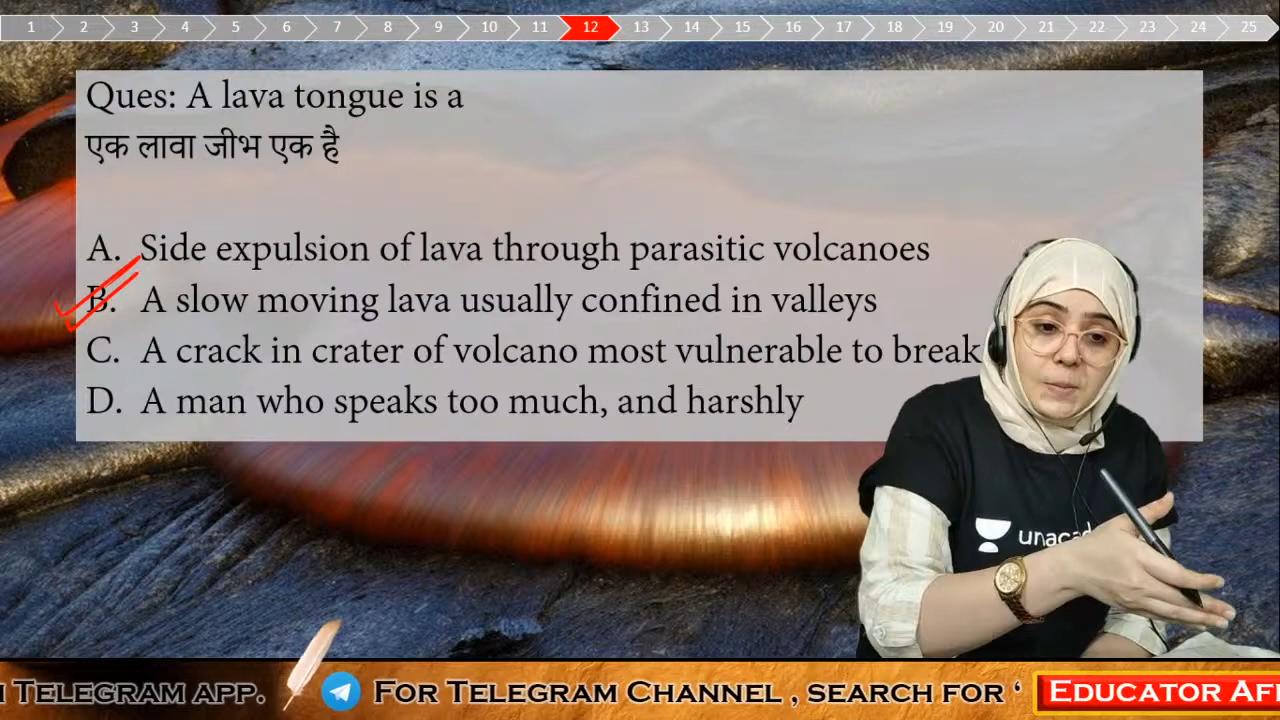 1 2 3 4 5 6 7 8 9 10 11 12 13 14 15 16 17 18 19 20 21 22 23 24 25
Ques: A lava tongue is a
एक लावा जीभ एक है
A. Side expulsion of lava through parasitic volcanoes
B. A slow moving lava usually confined in valleys
C. A crack in crater of volcano most vulnerable to break
D. A man who speaks too much, and harshly
unacad
Telegram app. For Telegram Channel , search for ‘ Educator Af